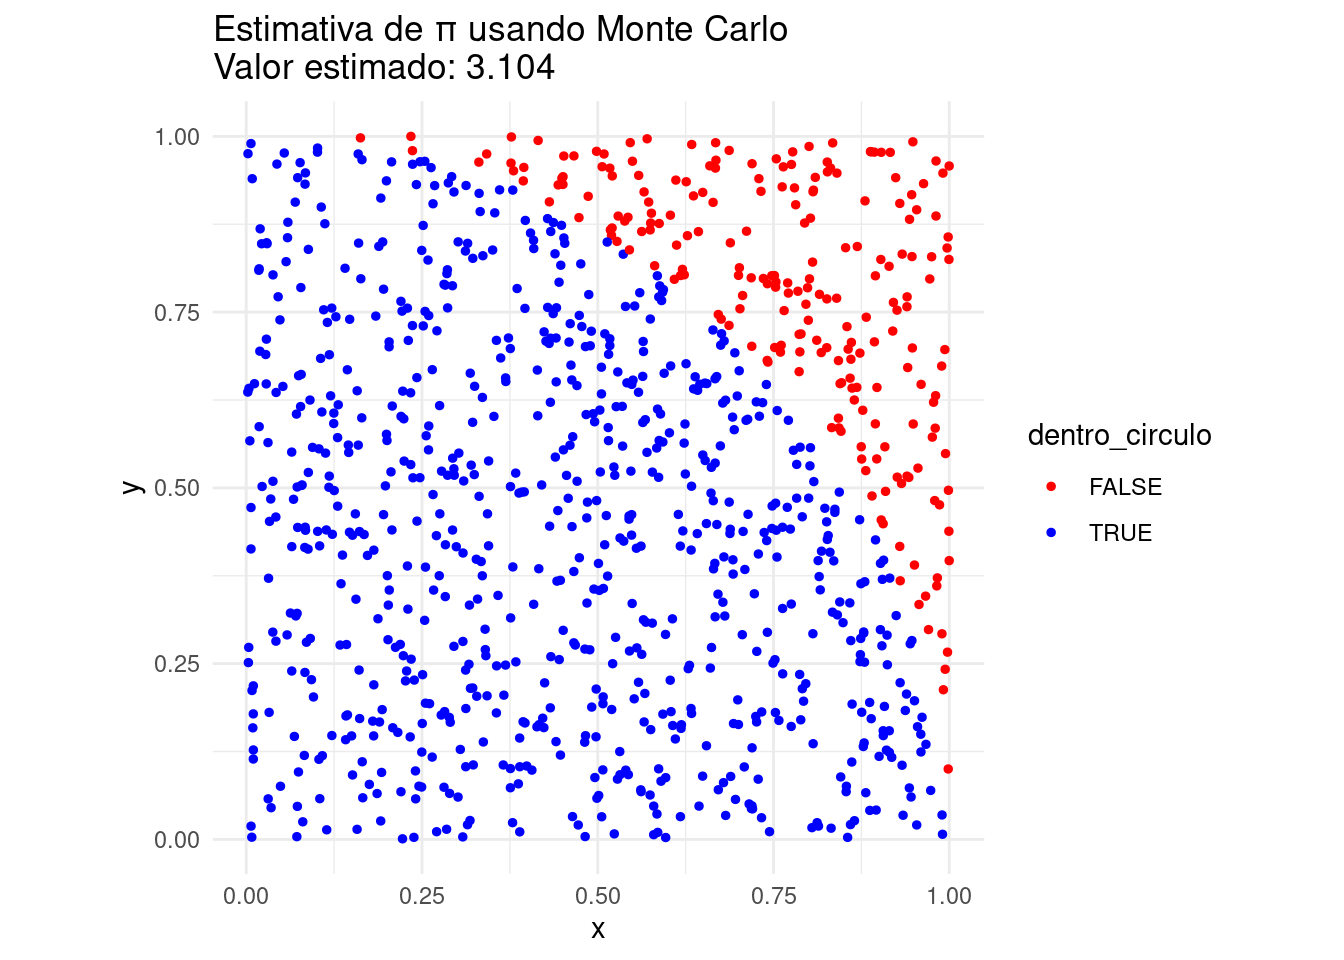 Estimativa de π usando Monte Carlo
Valor estimado: 3.104
1.00
0.75
0.50
0.25
0.00
y
0.00 0.25 0.50 0.75 1.00
x
dentro_circulo
FALSE
TRUE